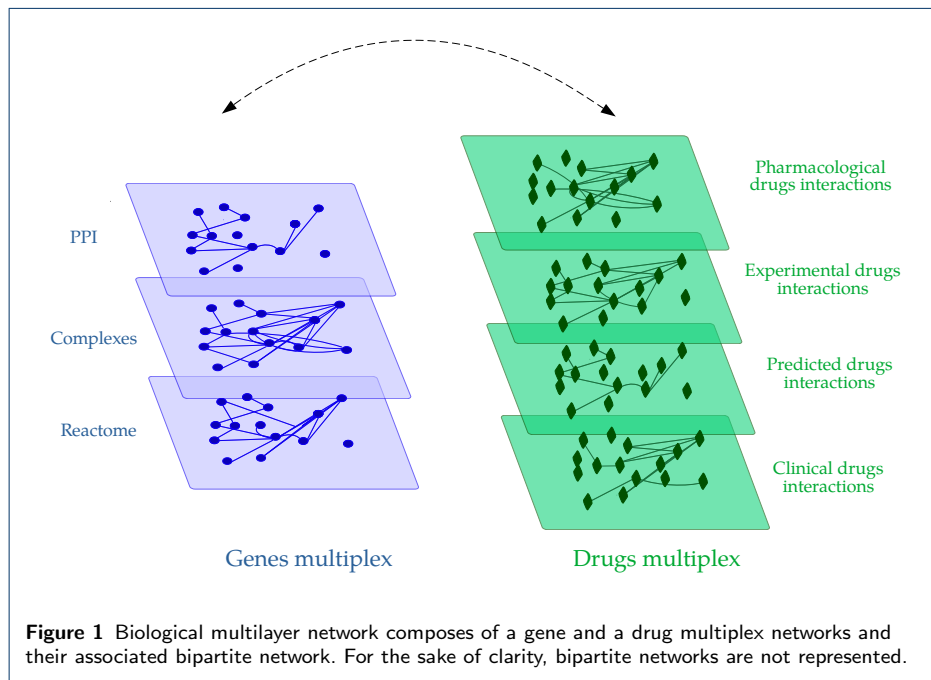 PPI
Complexes
Reactome
Genes multiplex
Pharmacological
drugs interactions
Experimental drugs
interactions
Predicted drugs
interactions
Clinical drugs
interactions
Drugs multiplex
Figure 1 Biological multilayer network composes of a gene and a drug multiplex networks and
their associated bipartite network. For the sake of clarity, bipartite networks are not represented.